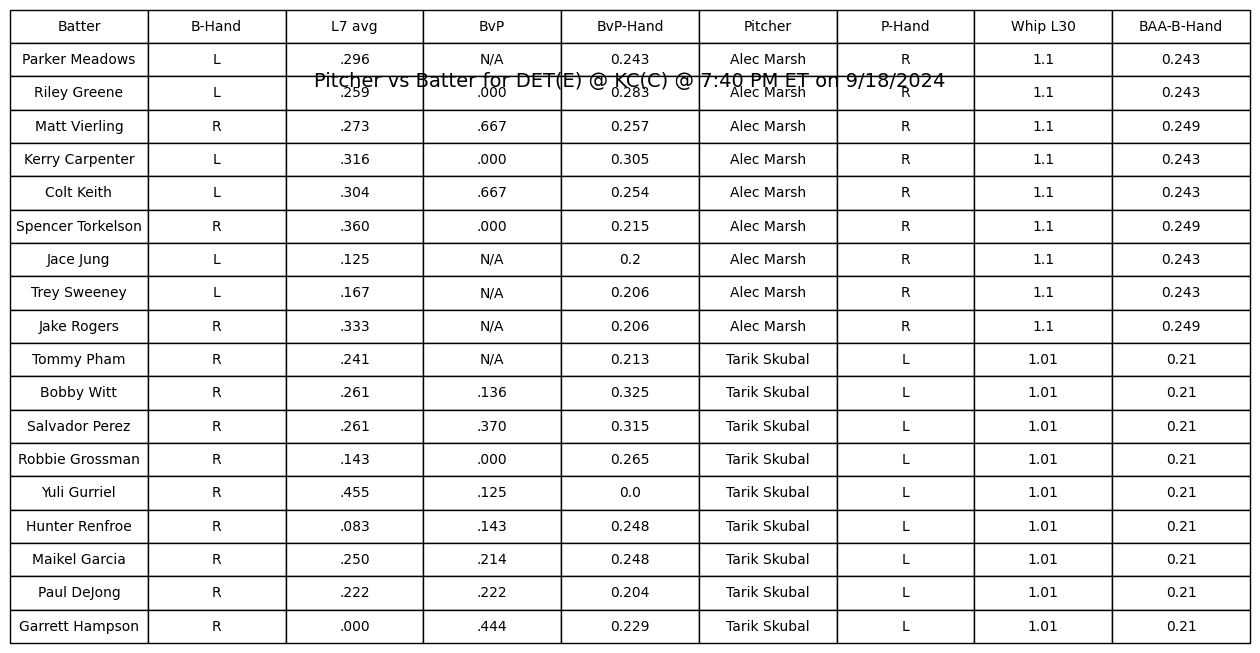 Batter B-Hand L7 avg BvP BvP-Hand Pitcher P-Hand Whip L30 BAA-B-Hand
Parker Meadows L .296 N/A 0.243 Alec Marsh R 1.1 0.243
Pitcher vs Batter for DET(E) @ KC(C) @ 7:40 PM ET on 9/18/2024
Riley Greene L .259 .000 0.283 Alec Marsh R 1.1 0.243
Matt Vierling R .273 .667 0.257 Alec Marsh R 1.1 0.249
Kerry Carpenter L .316 .000 0.305 Alec Marsh R 1.1 0.243
Colt Keith L .304 .667 0.254 Alec Marsh R 1.1 0.243
Spencer Torkelson R .360 .000 0.215 Alec Marsh R 1.1 0.249
Jace Jung L .125 N/A 0.2 Alec Marsh R 1.1 0.243
Trey Sweeney L .167 N/A 0.206 Alec Marsh R 1.1 0.243
Jake Rogers R .333 N/A 0.206 Alec Marsh R 1.1 0.249
Tommy Pham R .241 N/A 0.213 Tarik Skubal L 1.01 0.21
Bobby Witt R .261 .136 0.325 Tarik Skubal L 1.01 0.21
Salvador Perez R .261 .370 0.315 Tarik Skubal L 1.01 0.21
Robbie Grossman R .143 .000 0.265 Tarik Skubal L 1.01 0.21
Yuli Gurriel R .455 .125 0.0 Tarik Skubal L 1.01 0.21
Hunter Renfroe R .083 .143 0.248 Tarik Skubal L 1.01 0.21
Maikel Garcia R .250 .214 0.248 Tarik Skubal L 1.01 0.21
Paul DeJong R .222 .222 0.204 Tarik Skubal L 1.01 0.21
Garrett Hampson R .000 .444 0.229 Tarik Skubal L 1.01 0.21